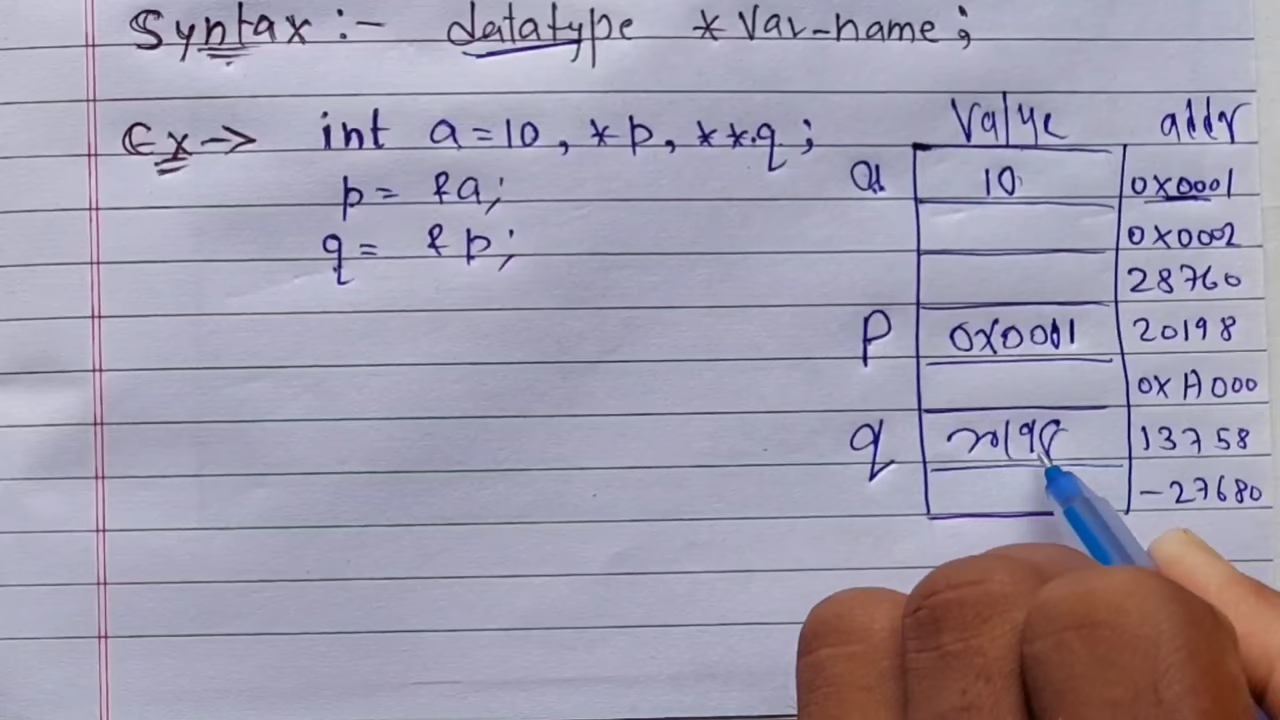 Syntax :- datatype *var-name;
Ex -> int a=10, *p, **q;
p= &a;
q= &p;
Value addr
a 10 0x0001
0x0002
28760
P 0x0001 20198
0xA000
q 20198 13758
-27680